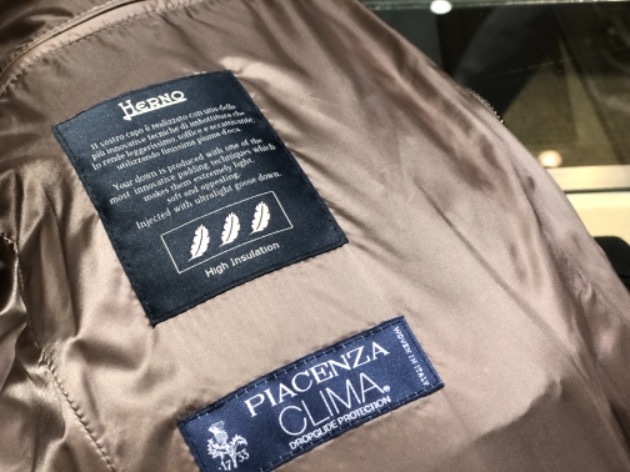 HERNO
Il vostro capo è realizzato con una delle
più innovative tecniche di imbottitura che
lo rende leggerissimo, soffice e accattivante
utilizzando finissima piuma d'oca.
Your down is produced with one of the
most innovative padding techniques which
makes them extremely light,
soft and appealing.
Injected with ultralight goose down.
High Insulation
PIACENZA
CLIMA®
DROPGLIDE PROTECTION
1733
WOVEN IN ITALY